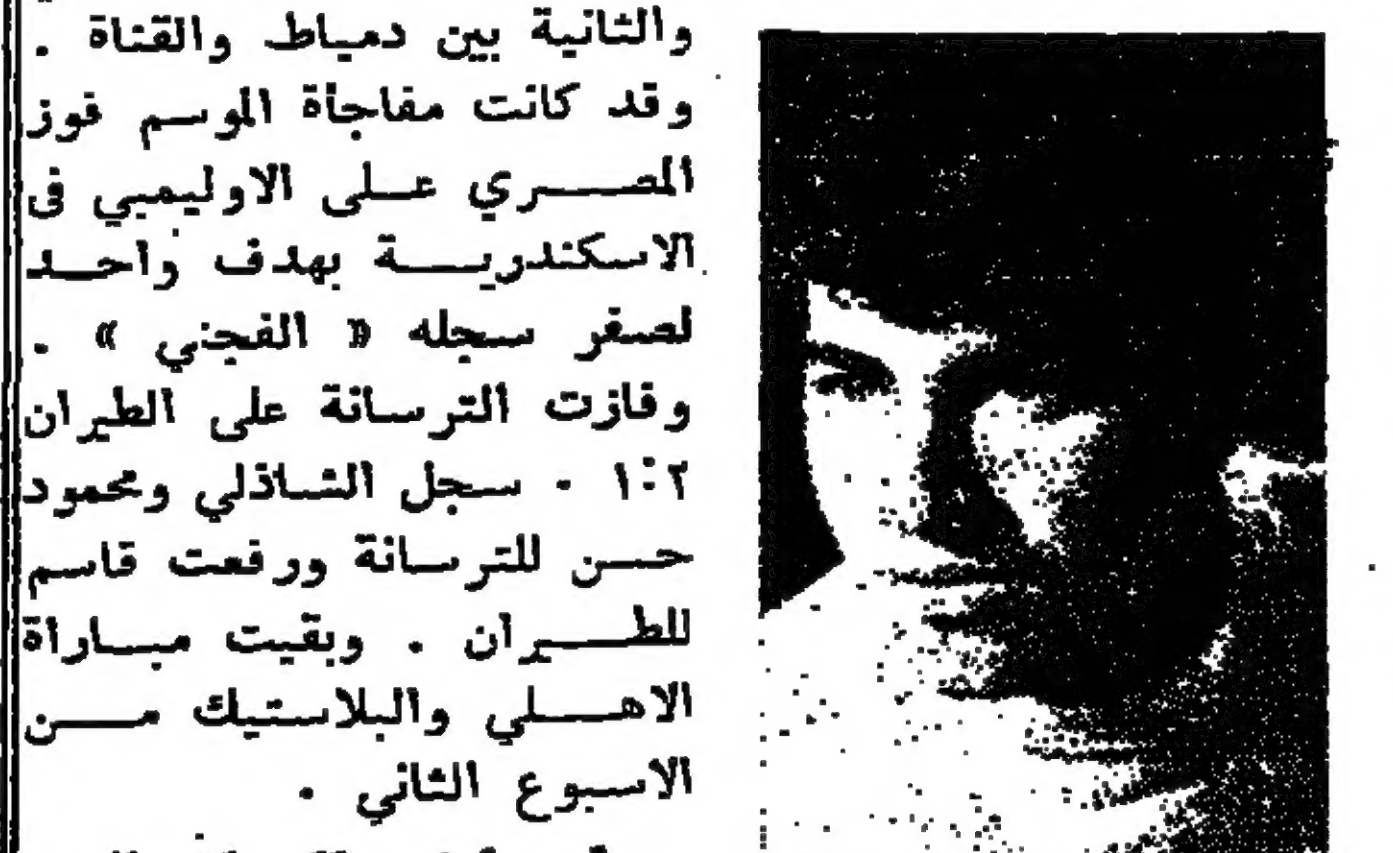 والثانية بين دمياط والقناة .
وقد كانت مفاجأة الموسم فوز
المصري على الاوليمبي فى
الاسكندرية بهدف واحد
لصفر سجله « الفجني » .
وفازت الترسانة على الطيران
١:٢ . سجل الشاذلي ومحمود
حسن للترسانة ورفعت قاسم
للطيران . وبقيت مباراة
الاهلي والبلاستيك من
الاسبوع الثاني .